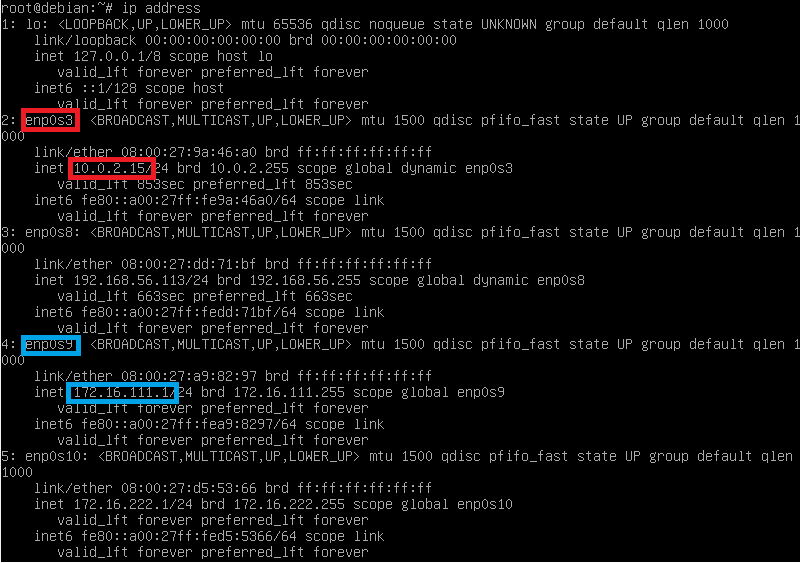 root@debian:~# ip address
1: lo: <LOOPBACK,UP,LOWER_UP> mtu 65536 qdisc noqueue state UNKNOWN group default qlen 1000
    link/loopback 00:00:00:00:00:00 brd 00:00:00:00:00:00
    inet 127.0.0.1/8 scope host lo
       valid_lft forever preferred_lft forever
    inet6 ::1/128 scope host
       valid_lft forever preferred_lft forever
2: enp0s3 <BROADCAST,MULTICAST,UP,LOWER_UP> mtu 1500 qdisc pfifo_fast state UP group default qlen 1
000
    link/ether 08:00:27:9a:46:a0 brd ff:ff:ff:ff:ff:ff
    inet 10.0.2.15/24 brd 10.0.2.255 scope global dynamic enp0s3
       valid_lft 853sec preferred_lft 853sec
    inet6 fe80::a00:27ff:fe9a:46a0/64 scope link
       valid_lft forever preferred_lft forever
3: enp0s8: <BROADCAST,MULTICAST,UP,LOWER_UP> mtu 1500 qdisc pfifo_fast state UP group default qlen 1
000
    link/ether 08:00:27:dd:71:bf brd ff:ff:ff:ff:ff:ff
    inet 192.168.56.113/24 brd 192.168.56.255 scope global dynamic enp0s8
       valid_lft 663sec preferred_lft 663sec
    inet6 fe80::a00:27ff:fedd:71bf/64 scope link
       valid_lft forever preferred_lft forever
4: enp0s9 <BROADCAST,MULTICAST,UP,LOWER_UP> mtu 1500 qdisc pfifo_fast state UP group default qlen 1
000
    link/ether 08:00:27:a9:82:97 brd ff:ff:ff:ff:ff:ff
    inet 172.16.111.1/24 brd 172.16.111.255 scope global enp0s9
       valid_lft forever preferred_lft forever
    inet6 fe80::a00:27ff:fea9:8297/64 scope link
       valid_lft forever preferred_lft forever
5: enp0s10: <BROADCAST,MULTICAST,UP,LOWER_UP> mtu 1500 qdisc pfifo_fast state UP group default qlen
1000
    link/ether 08:00:27:d5:53:66 brd ff:ff:ff:ff:ff:ff
    inet 172.16.222.1/24 brd 172.16.222.255 scope global enp0s10
       valid_lft forever preferred_lft forever
    inet6 fe80::a00:27ff:fed5:5366/64 scope link
       valid_lft forever preferred_lft forever